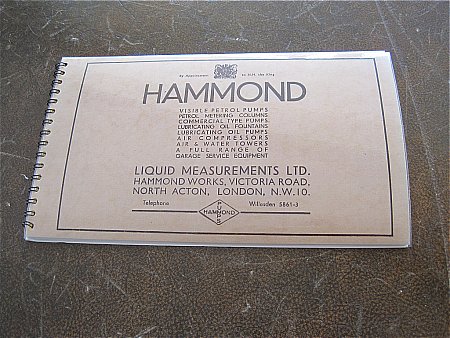 By Appointment to H.M. the King
HAMMOND
VISIBLE PETROL PUMPS
PETROL METERING COLUMNS
COMMERCIAL TYPE PUMPS
LUBRICATING OIL FOUNTAINS
LUBRICATING OIL PUMPS
AIR COMPRESSORS
AIR & WATER TOWERS
A FULL RANGE OF
GARAGE SERVICE EQUIPMENT
LIQUID MEASUREMENTS LTD.
HAMMOND WORKS, VICTORIA ROAD,
NORTH ACTON, LONDON, N.W.10.
Telephone Willesden 5861-3
HAMMOND
PUMPS